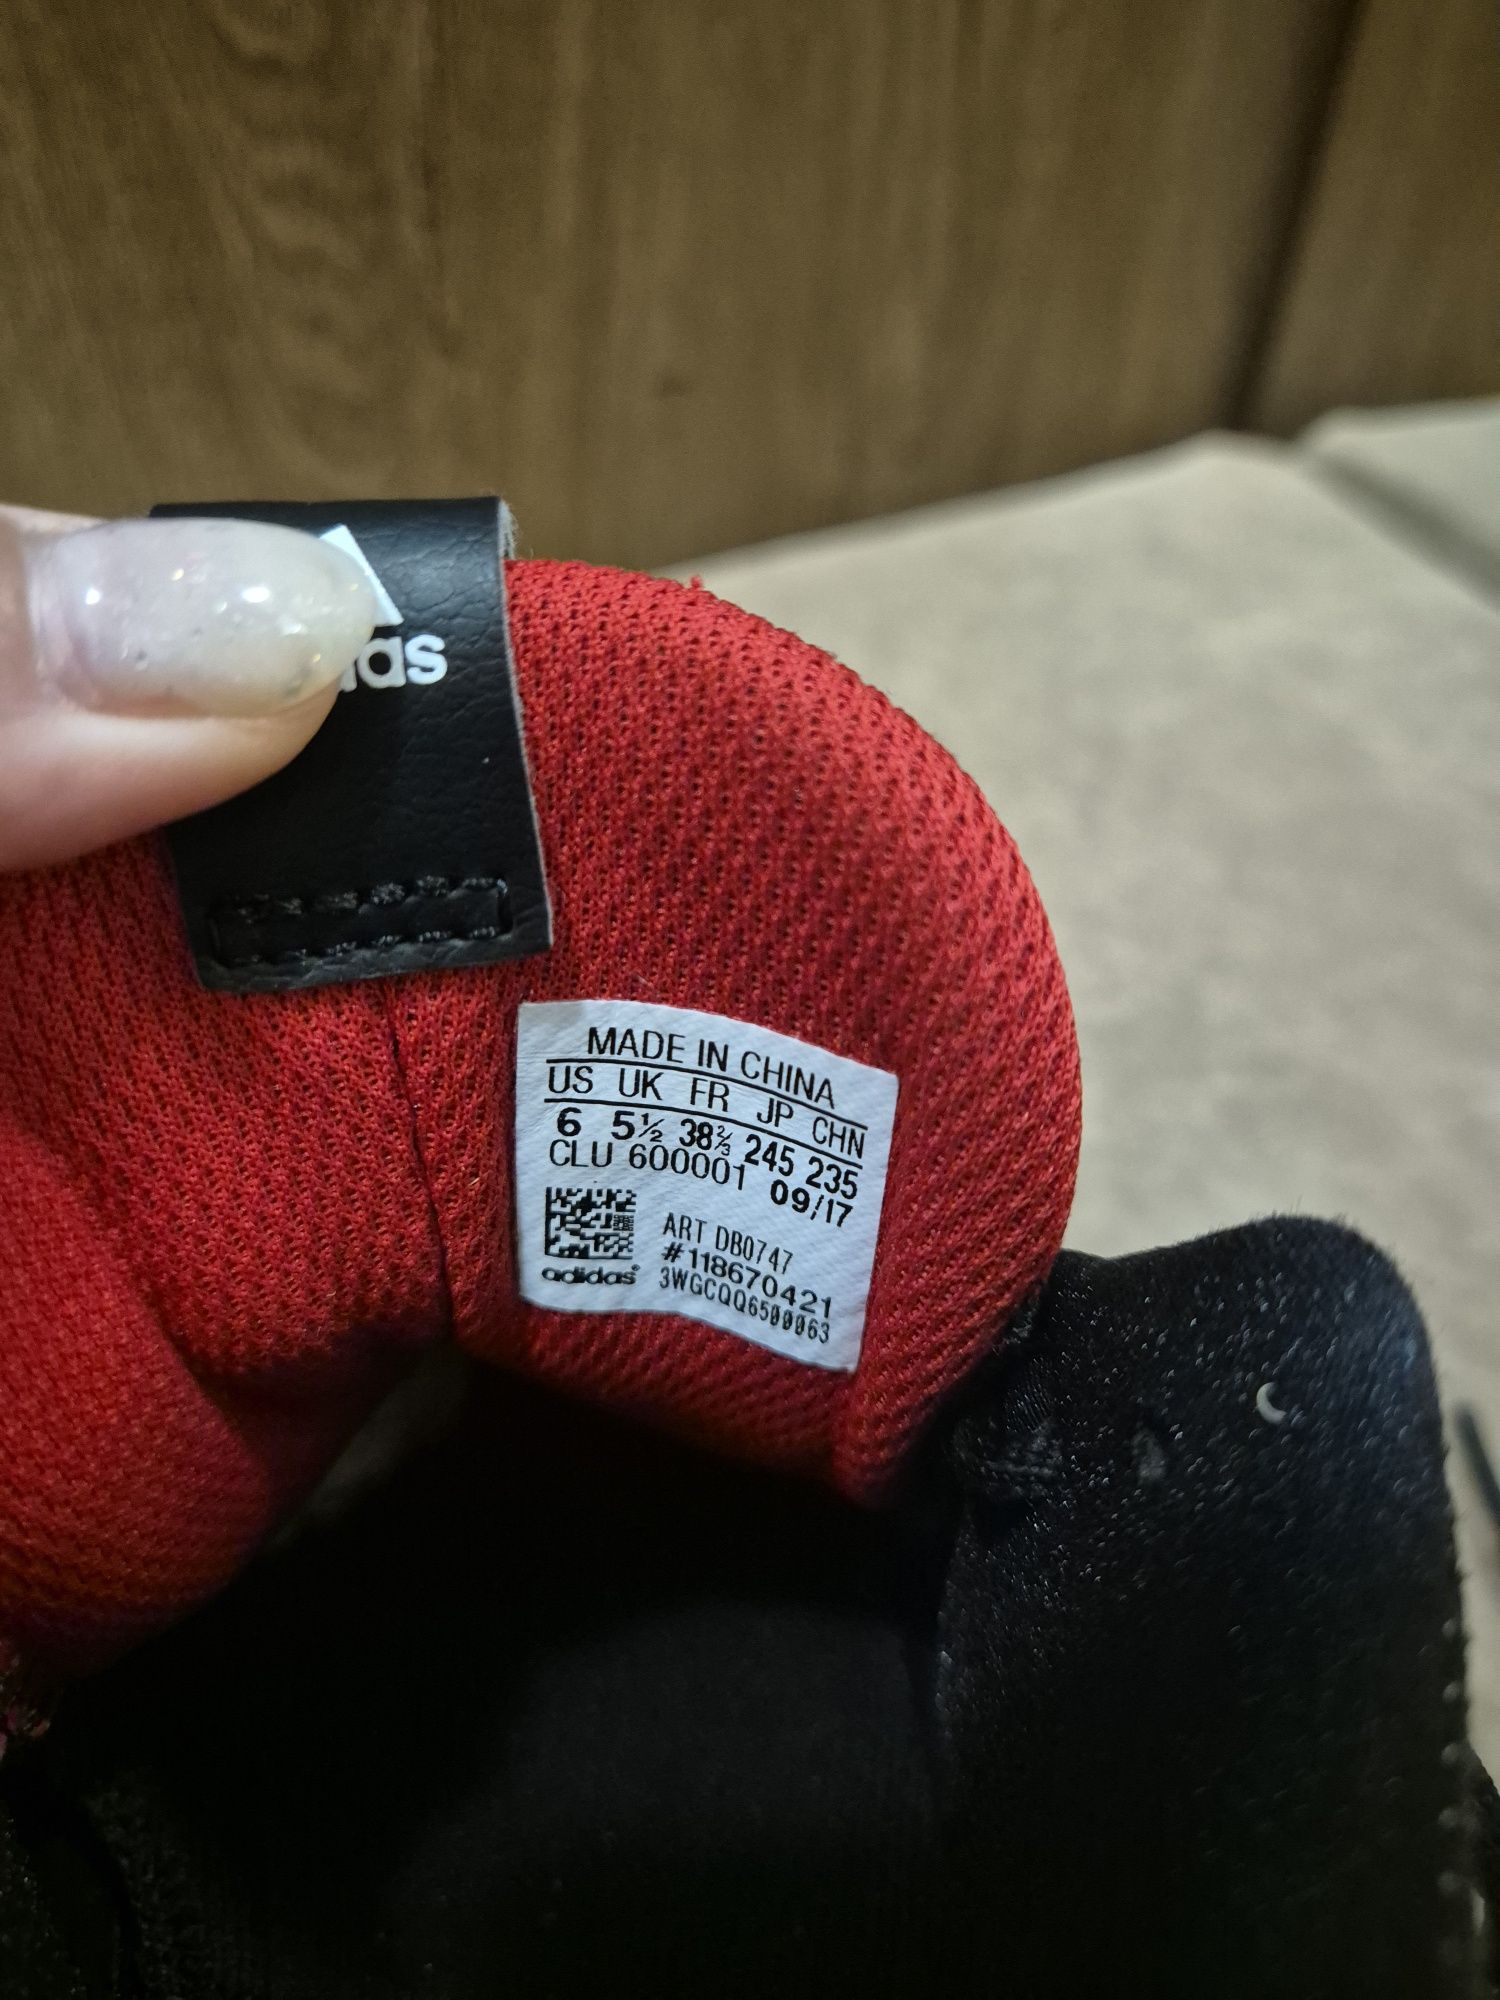 as
MADE IN CHINA
US UK FR JP CHN
6 5½ 38⅔ 245 235
CLU 600001 09/17
ART DB0747
#118670421
adidas
3WGCQQ6500063